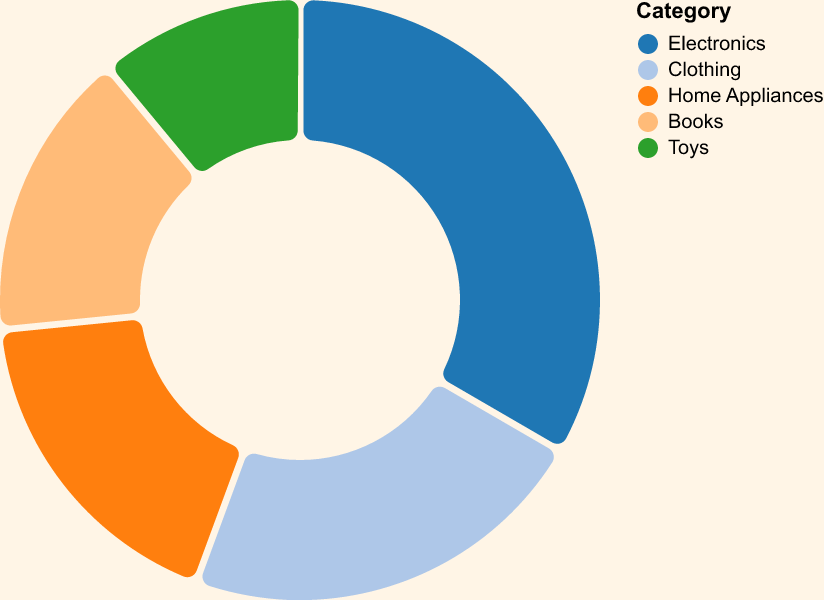 Category
Electronics
Clothing
Home Appliances
Books
Toys